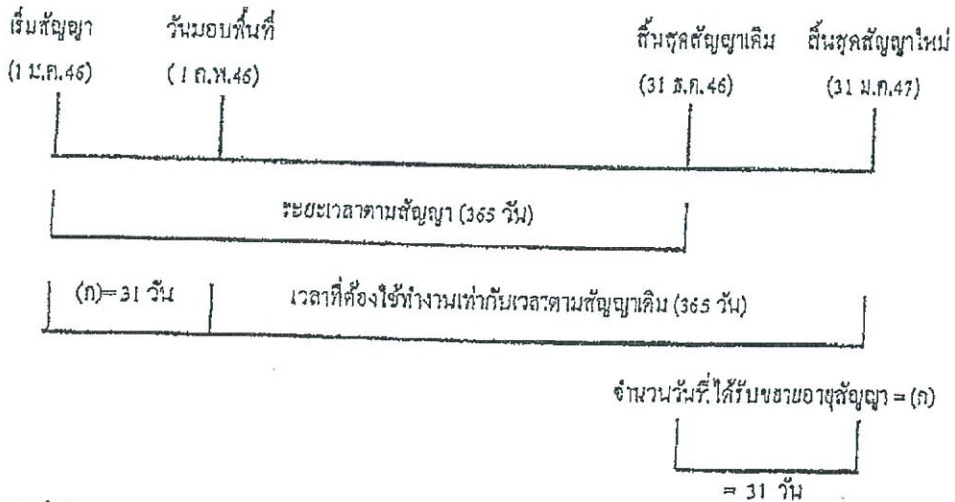 เริ่มสัญญา วันมอบพื้นที่ สิ้นสุดสัญญาเดิม สิ้นสุดสัญญาใหม่
(1 ม.ค.46) (1 ก.พ.46) (31 ธ.ค.46) (31 ม.ค.47)
ระยะเวลาตามสัญญา (365 วัน)
(ก)=31 วัน เวลาที่ต้องใช้ทำงานเท่ากับเวลาตามสัญญาเดิม (365 วัน)
จำนวนวันที่ได้รับขยายอายุสัญญา = (ก)
= 31 วัน